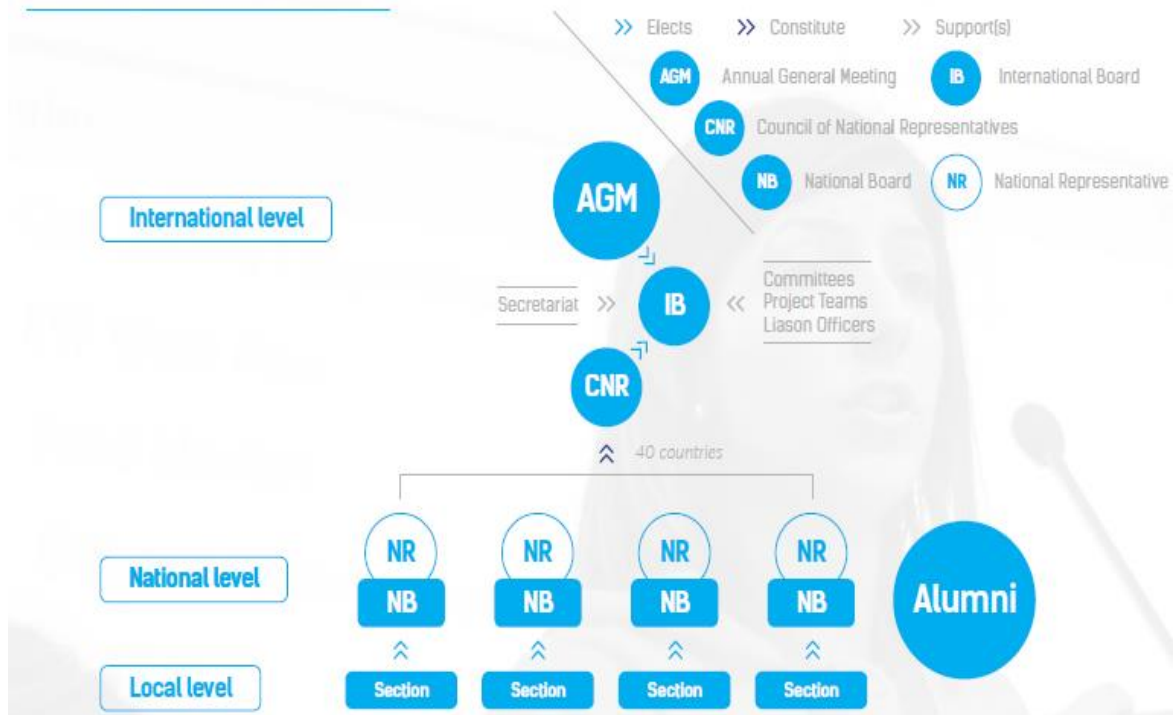 Elects Constitute Support(s)
AGM Annual General Meeting IB International Board
CNR Council of National Representatives
NB National Board NR National Representative
AGM
International level
Secretariat IB Committees
Project Teams
Liason Officers
CNR
40 countries
NR NR NR NR
National level NB NB NB NB Alumni
Local level Section Section Section Section